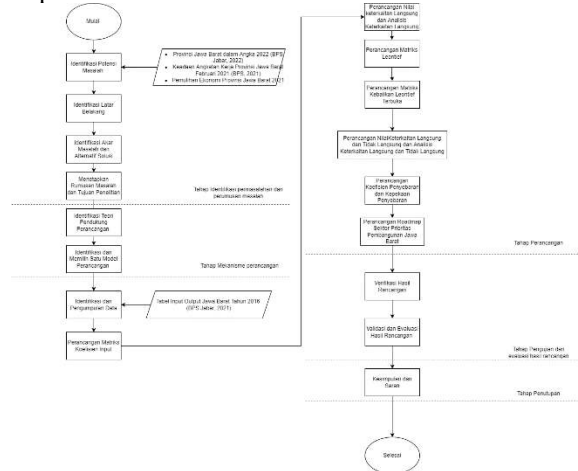 Mulai
Identifikasi Potensi
Masalah
Provinsi Jawa Barat dalam Angka 2022 (BPS
Jabar, 2022)
Keadaan Angkatan Kerja Provinsi Jawa Barat
Februari 2021 (BPS, 2021)
Pemulihan Ekonomi Provinsi Jawa Barat 2021
Identifikasi Latar
Belakang
Identifikasi Akar
Masalah dan
Alternatif Solusi
Menetapkan
Rumusan Masalah
dan Tujuan Penelitian
Tahap Identifikasi permasalahan dan
perumusan masalah
Identifikasi Teori
Pendukung
Perancangan
Identifikasi dan
Memilih Satu Model
Perancangan
Tahap Mekanisme perancangan
Identifikasi dan
Pengumpulan Data
Tabel Input Output Jawa Barat Tahun 2016
(BPS Jabar, 2021)
Perancangan Matriks
Koefisien Input
Perancangan Nilai
Keterkaitan Langsung
dan Analisis
Keterkaitan Langsung
Perancangan
Matriks
Leontief
Perancangan
Matriks
Kebalikan Leontief
Terbuka
Perancangan Nilai Keterkaitan Langsung
dan Tidak Langsung dan Analisis
Keterkaitan Langsung dan Tidak Langsung
Perancangan
Koefisien Penyebaran
dan Kepekaan
Penyebaran
Perancangan Roadmap
Sektor Prioritas
Pembangunan Jawa
Barat
Tahap Perancangan
Verifikasi Hasil
Rancangan
Validasi dan Evaluasi
Hasil Rancangan
Tahap Pengujian dan
evaluasi hasil rancangan
Kesimpulan dan
Saran
Tahap Penutupan
Selesai